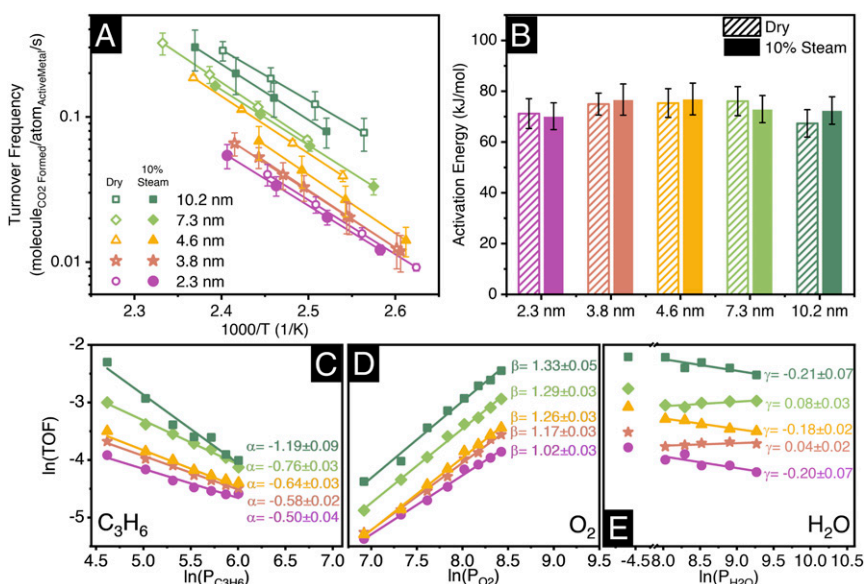 A
Turnover Frequency
(molecule_CO2 Formed/atom_ActiveMetal/s)
0.1
0.01
Dry 10% Steam
10.2 nm
7.3 nm
4.6 nm
3.8 nm
2.3 nm
2.3 2.4 2.5 2.6
1000/T (1/K)
B
Dry
10% Steam
Activation Energy (kJ/mol)
100
80
60
40
20
0
2.3 nm 3.8 nm 4.6 nm 7.3 nm 10.2 nm
C
ln(TOF)
-2
-3
-4
-5
α= -1.19±0.09
α= -0.76±0.03
α= -0.64±0.03
α= -0.58±0.02
α= -0.50±0.04
C3H6
4.5 5.0 5.5 6.0 6.5 7.0
ln(P_C3H6)
D
β= 1.33±0.05
β= 1.29±0.03
β= 1.26±0.03
β= 1.17±0.03
β= 1.02±0.03
O2
7.0 7.5 8.0 8.5 9.0 9.5
ln(P_O2)
γ= -0.21±0.07
γ= 0.08±0.03
γ= -0.18±0.02
γ= 0.04±0.02
γ= -0.20±0.07
E
H2O
-4.5 8.0 8.5 9.0 9.5 10.0 10.5
ln(P_H2O)